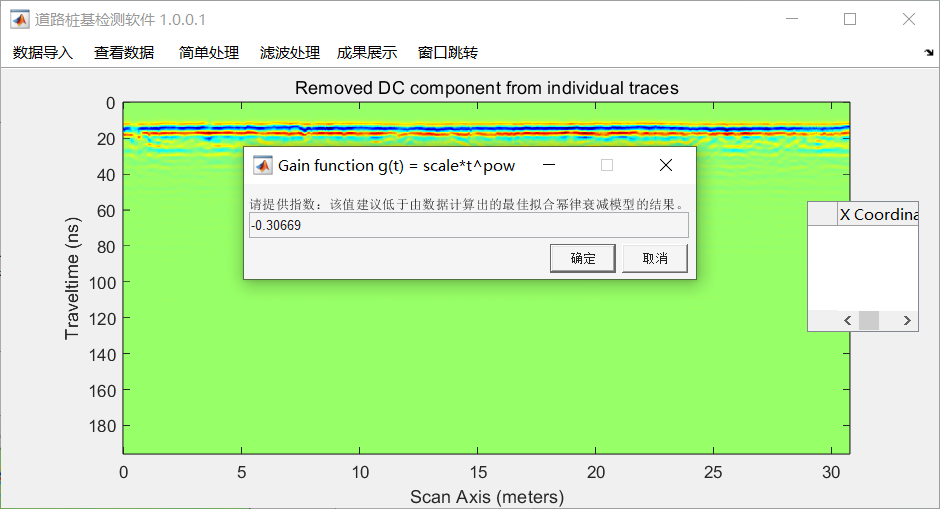 道路桩基检测软件 1.0.0.1
数据导入 查看数据 简单处理 滤波处理 成果展示 窗口跳转
Removed DC component from individual traces
Gain function g(t) = scale*t^pow
请提供指数：该值建议低于由数据计算出的最佳拟合幂律衰减模型的结果。
-0.30669
确定 取消
X Coordina
Traveltime (ns)
0
20
40
60
80
100
120
140
160
180
0 5 10 15 20 25 30
Scan Axis (meters)